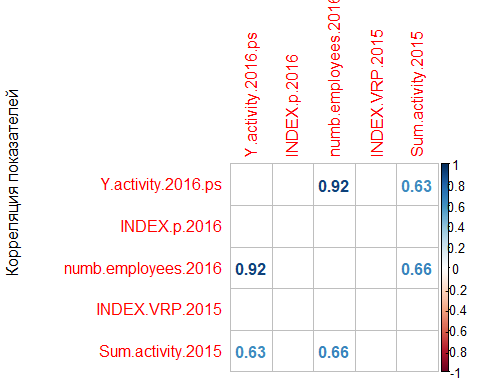 Корреляция показателей
Y.activity.2016.ps
INDEX.p.2016
numb.employees.2016
INDEX.VRP.2015
Sum.activity.2015
Y.activity.2016.ps 0.92 0.63
INDEX.p.2016
numb.employees.2016 0.92 0.66
INDEX.VRP.2015
Sum.activity.2015 0.63 0.66
1
0.8
0.6
0.4
0.2
0
-0.2
-0.4
-0.6
-0.8
-1